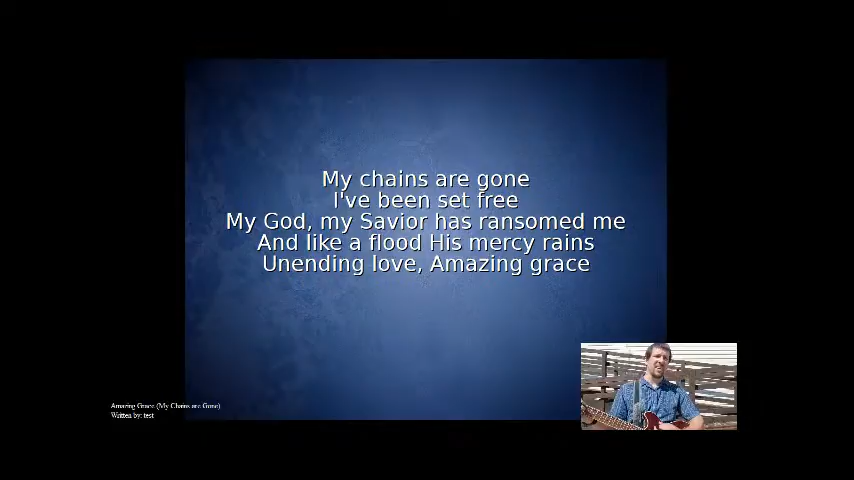 My chains are gone
I've been set free
My God, my Savior has ransomed me
And like a flood His mercy rains
Unending love, Amazing grace
Amazing Grace (My Chains are Gone)
Written by: test